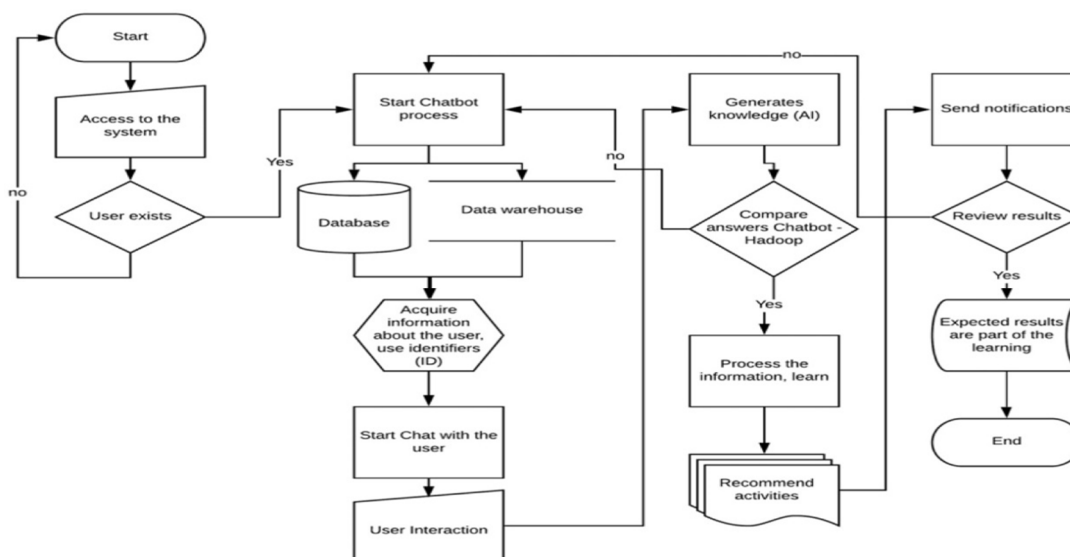 Start
Access to the
system
User exists
no
Yes
Start Chatbot
process
Database
Data warehouse
Acquire
information
about the user,
use identifiers
(ID)
Start Chat with the
user
User Interaction
no
no
Generates
knowledge (AI)
Compare
answers Chatbot -
Hadoop
Yes
Process the
information, learn
Recommend
activities
Send notifications
Review results
Yes
Expected results
are part of the
learning
End